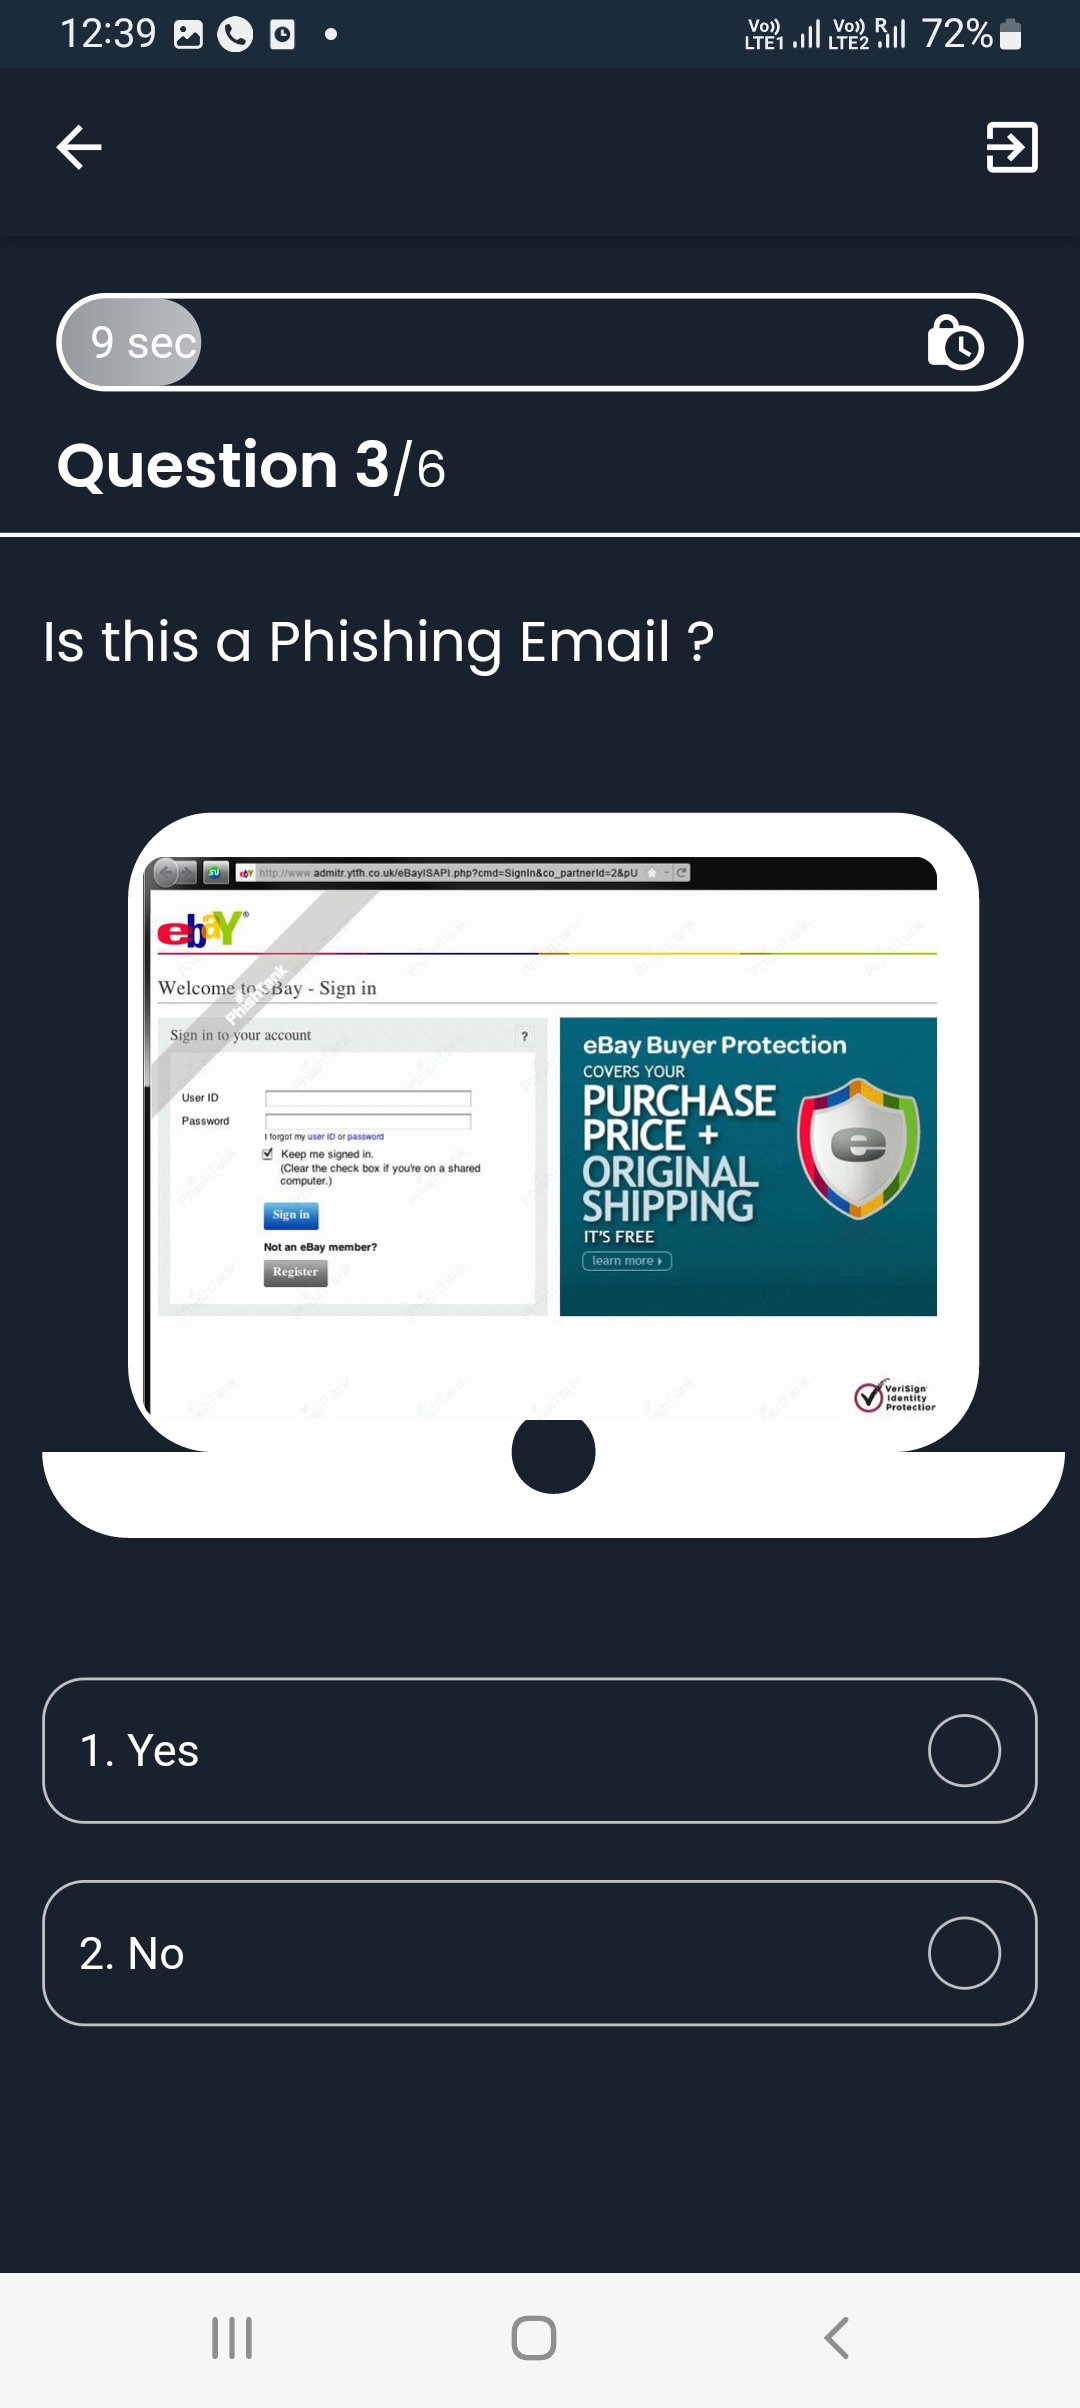 12:39
Vo)) LTE1 Vo)) LTE2 R 72%
9 sec
Question 3/6
Is this a Phishing Email ?
http://www.admitr.ytfh.co.uk/eBayISAPI.php?cmd=SignIn&co_partnerId=2&pU
ebaY®
Welcome to eBay - Sign in
PhishTank
Sign in to your account ?
User ID
Password
I forgot my user ID or password
Keep me signed in.
(Clear the check box if you're on a shared
computer.)
Sign in
Not an eBay member?
Register
eBay Buyer Protection
COVERS YOUR
PURCHASE
PRICE +
ORIGINAL
SHIPPING
IT'S FREE
learn more
e
VeriSign
Identity
Protection
1. Yes
2. No